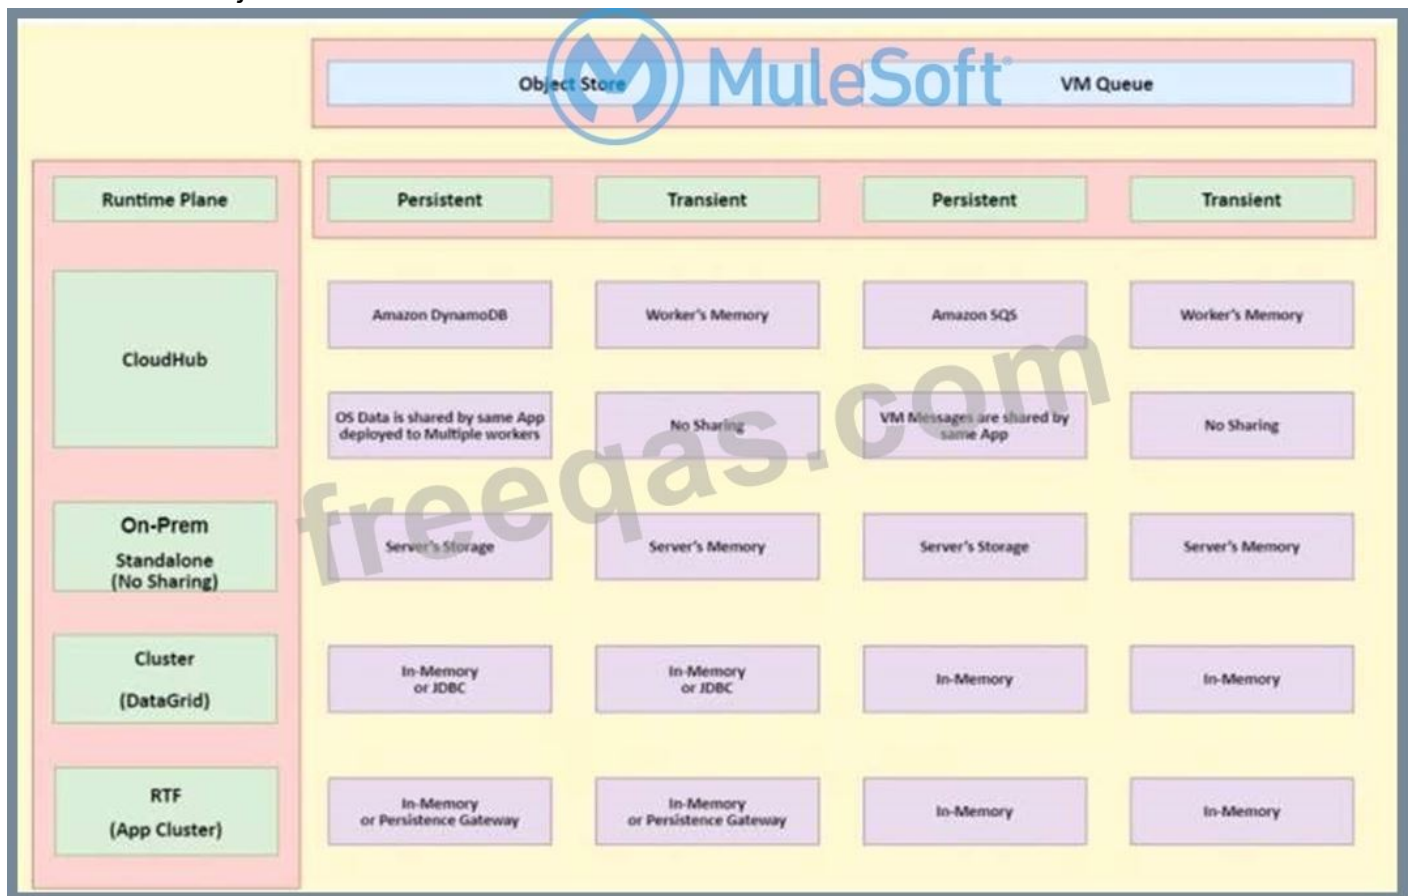 Object Store
MuleSoft
VM Queue
Runtime Plane
Persistent
Transient
Persistent
Transient
CloudHub
Amazon DynamoDB
Worker's Memory
Amazon SQS
Worker's Memory
OS Data is shared by same App
deployed to Multiple workers
No Sharing
VM Messages are shared by
same App
No Sharing
On-Prem
Standalone
(No Sharing)
Server's Storage
Server's Memory
Server's Storage
Server's Memory
Cluster
(DataGrid)
In-Memory
or JDBC
In-Memory
or JDBC
In-Memory
In-Memory
RTF
(App Cluster)
In-Memory
or Persistence Gateway
In-Memory
or Persistence Gateway
In-Memory
In-Memory
freeqas.com